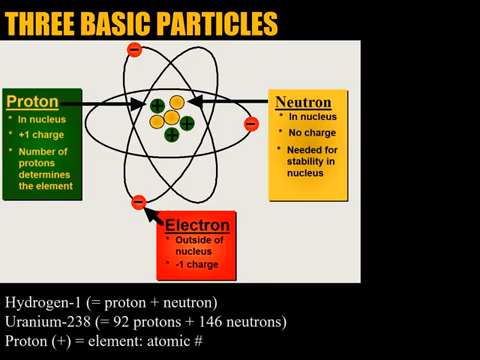 THREE BASIC PARTICLES
Proton
* In nucleus
* +1 charge
* Number of
protons
determines
the element
Neutron
* In nucleus
* No charge
* Needed for
stability in
nucleus
Electron
* Outside of
nucleus
* -1 charge
Hydrogen-1 (= proton + neutron)
Uranium-238 (= 92 protons + 146 neutrons)
Proton (+) = element: atomic #